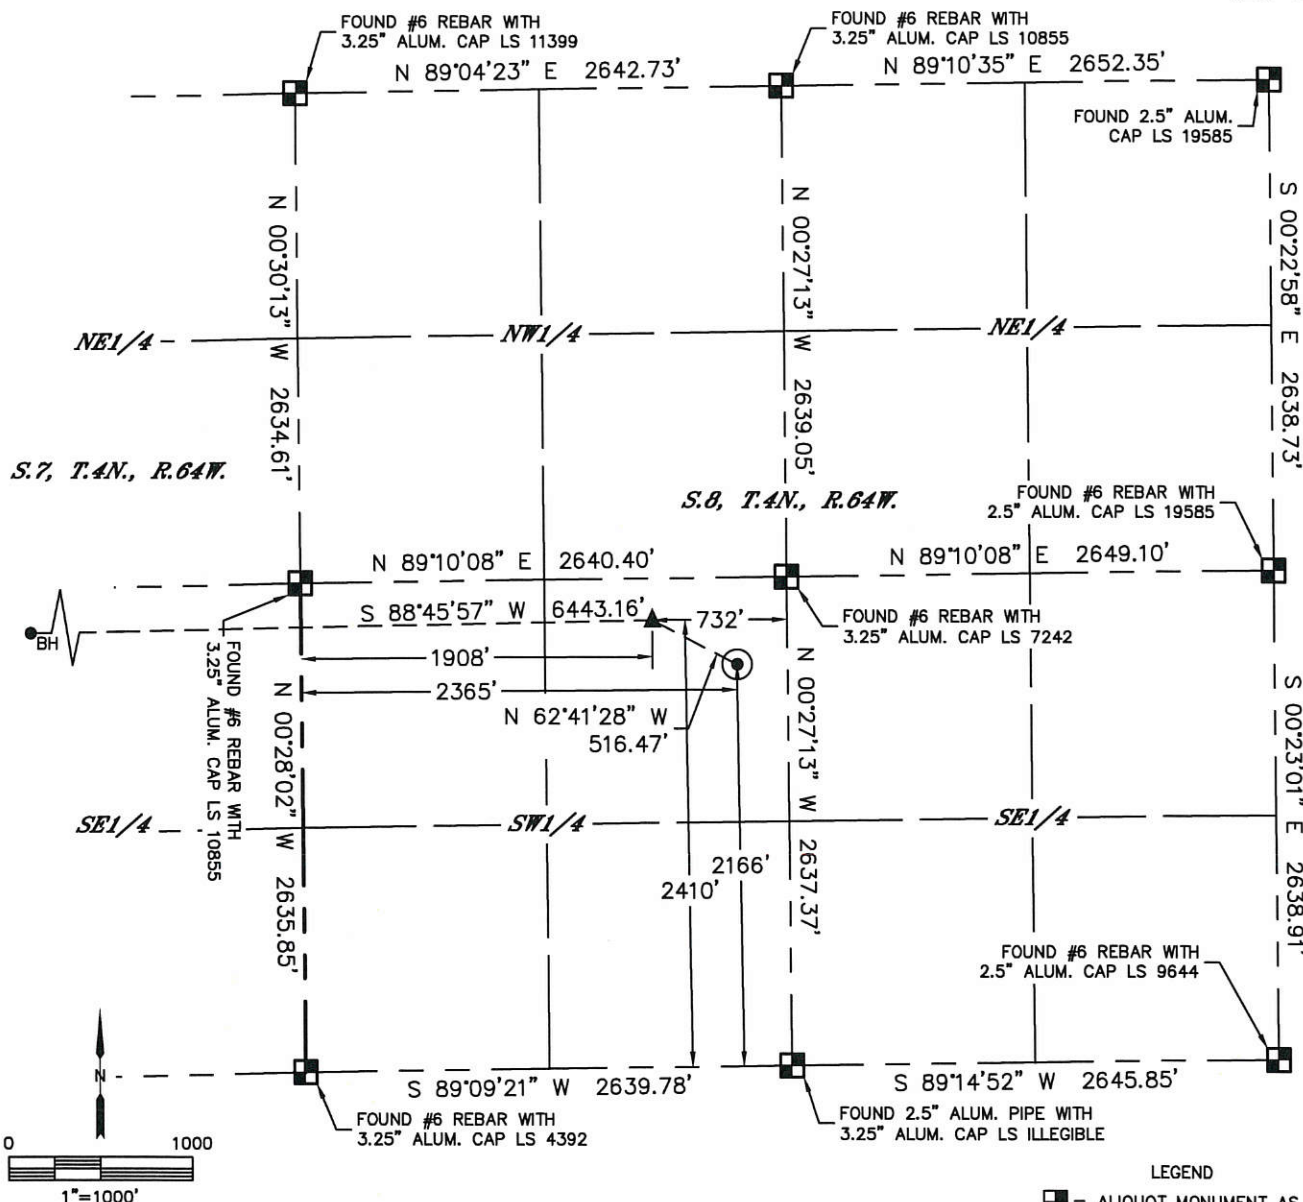 FOUND #6 REBAR WITH
3.25" ALUM. CAP LS 11399
FOUND #6 REBAR WITH
3.25" ALUM. CAP LS 10855
N 89°04'23" E 2642.73'
N 89°10'35" E 2652.35'
FOUND 2.5" ALUM.
CAP LS 19585
N 00°30'13" W 2634.61'
N 00°27'13" W 2639.05'
S 00°22'58" E 2638.73'
NE1/4
NW1/4
NE1/4
S.7, T.4N., R.64W.
S.8, T.4N., R.64W.
FOUND #6 REBAR WITH
2.5" ALUM. CAP LS 19585
N 89°10'08" E 2640.40'
N 89°10'08" E 2649.10'
S 88°45'57" W 6443.16'
732'
BH
FOUND #6 REBAR WITH
3.25" ALUM. CAP LS 7242
1908'
2365'
FOUND #6 REBAR WITH
3.25" ALUM. CAP LS 10855
N 62°41'28" W
516.47'
N 00°28'02" W 2635.85'
N 00°27'13" W 2637.37'
S 00°23'01" E 2638.91'
SE1/4
SW1/4
SE1/4
2166'
2410'
FOUND #6 REBAR WITH
2.5" ALUM. CAP LS 9644
N
S 89°09'21" W 2639.78'
S 89°14'52" W 2645.85'
FOUND #6 REBAR WITH
3.25" ALUM. CAP LS 4392
FOUND 2.5" ALUM. PIPE WITH
3.25" ALUM. CAP LS ILLEGIBLE
0 1000
1"=1000'
LEGEND
= ALIQUOT MONUMENT AS